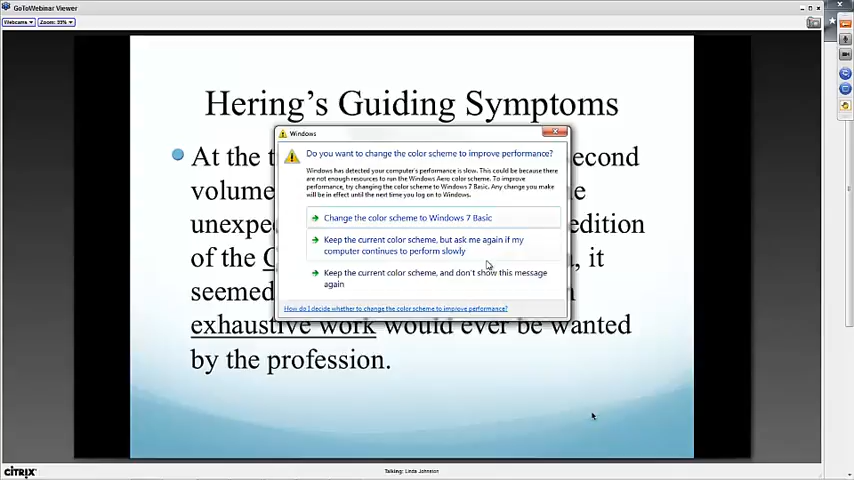 GoToWebinar Viewer
Webcams Zoom: 33%
Hering's Guiding Symptoms
At the t
econd
volume
e
unexpe
edition
of the C
, it
seemed
n
exhaustive work would ever be wanted
by the profession.
Windows
Do you want to change the color scheme to improve performance?
Windows has detected your computer's performance is slow. This could be because there
are not enough resources to run the Windows Aero color scheme. To improve
performance, try changing the color scheme to Windows 7 Basic. Any change you make
will be in effect until the next time you log on to Windows.
Change the color scheme to Windows 7 Basic
Keep the current color scheme, but ask me again if my
computer continues to perform slowly
Keep the current color scheme, and don't show this message
again
How do I decide whether to change the color scheme to improve performance?
CITRIX
Talking: Linda Johnston